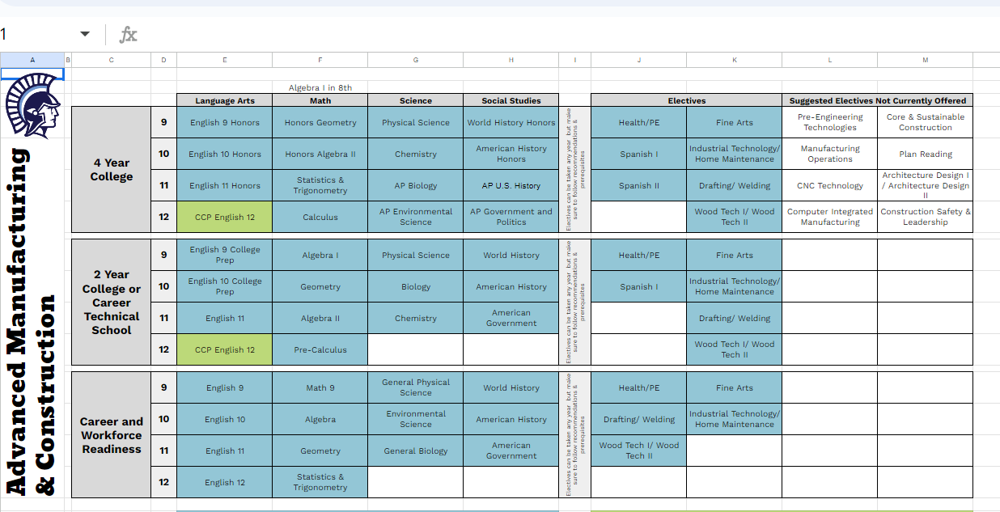 1
fx
A B C D E F G H I J K L M
Algebra I in 8th
Language Arts Math Science Social Studies Electives Suggested Electives Not Currently Offered
Advanced Manufacturing
& Construction
4 Year
College
Electives can be taken any year but make
sure to follow recommendations &
prerequisites
9 English 9 Honors Honors Geometry Physical Science World History Honors Health/PE Fine Arts Pre-Engineering Technologies Core & Sustainable Construction
10 English 10 Honors Honors Algebra II Chemistry American History Honors Spanish I Industrial Technology/ Home Maintenance Manufacturing Operations Plan Reading
11 English 11 Honors Statistics & Trigonometry AP Biology AP U.S. History Spanish II Drafting/ Welding CNC Technology Architecture Design I / Architecture Design II
12 CCP English 12 Calculus AP Environmental Science AP Government and Politics Wood Tech I/ Wood Tech II Computer Integrated Manufacturing Construction Safety & Leadership
2 Year
College or
Career
Technical
School
Electives can be taken any year but make
sure to follow recommendations &
prerequisites
9 English 9 College Prep Algebra I Physical Science World History Health/PE Fine Arts
10 English 10 College Prep Geometry Biology American History Spanish I Industrial Technology/ Home Maintenance
11 English 11 Algebra II Chemistry American Government Drafting/ Welding
12 CCP English 12 Pre-Calculus Wood Tech I/ Wood Tech II
Career and
Workforce
Readiness
Electives can be taken any year but make
sure to follow recommendations &
prerequisites
9 English 9 Math 9 General Physical Science World History Health/PE Fine Arts
10 English 10 Algebra Environmental Science American History Drafting/ Welding Industrial Technology/ Home Maintenance
11 English 11 Geometry General Biology American Government Wood Tech I/ Wood Tech II
12 English 12 Statistics & Trigonometry